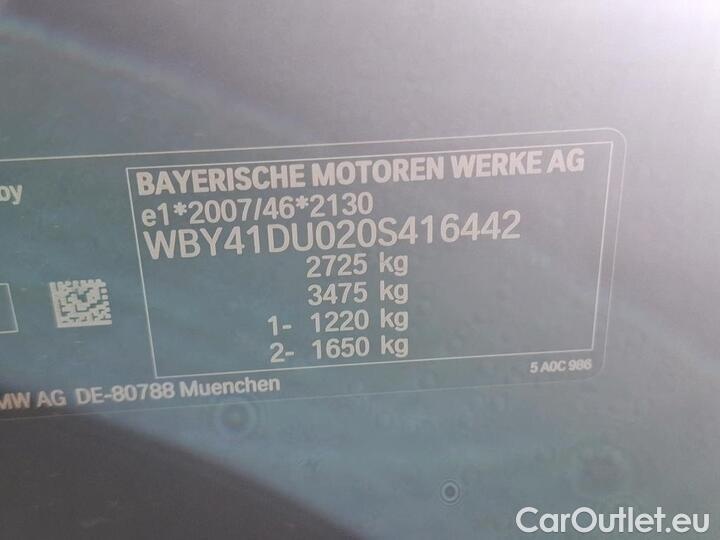 oy
BAYERISCHE MOTOREN WERKE AG
e1*2007/46*2130
WBY41DU020S416442
2725 kg
3475 kg
1- 1220 kg
2- 1650 kg
5 A0C 986
MW AG DE-80788 Muenchen
CarOutlet.eu